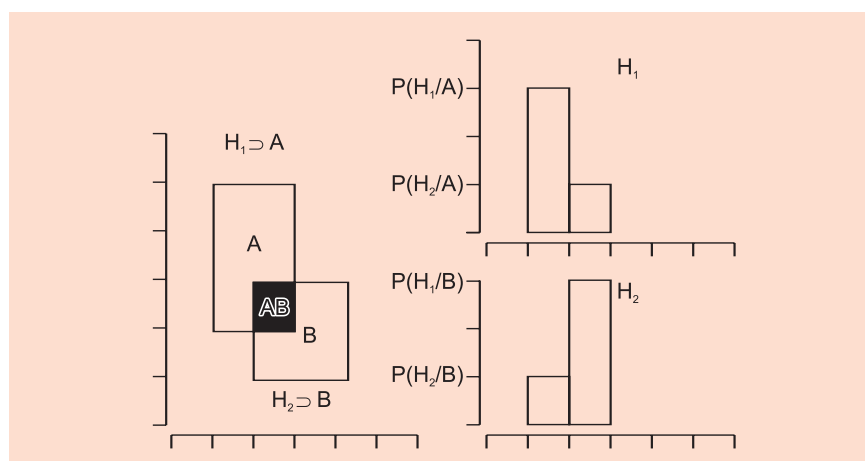 H₁⊃ A
A
AB
B
H₂⊃ B
P(H₁/A)
H₁
P(H₂/A)
P(H₁/B)
H₂
P(H₂/B)